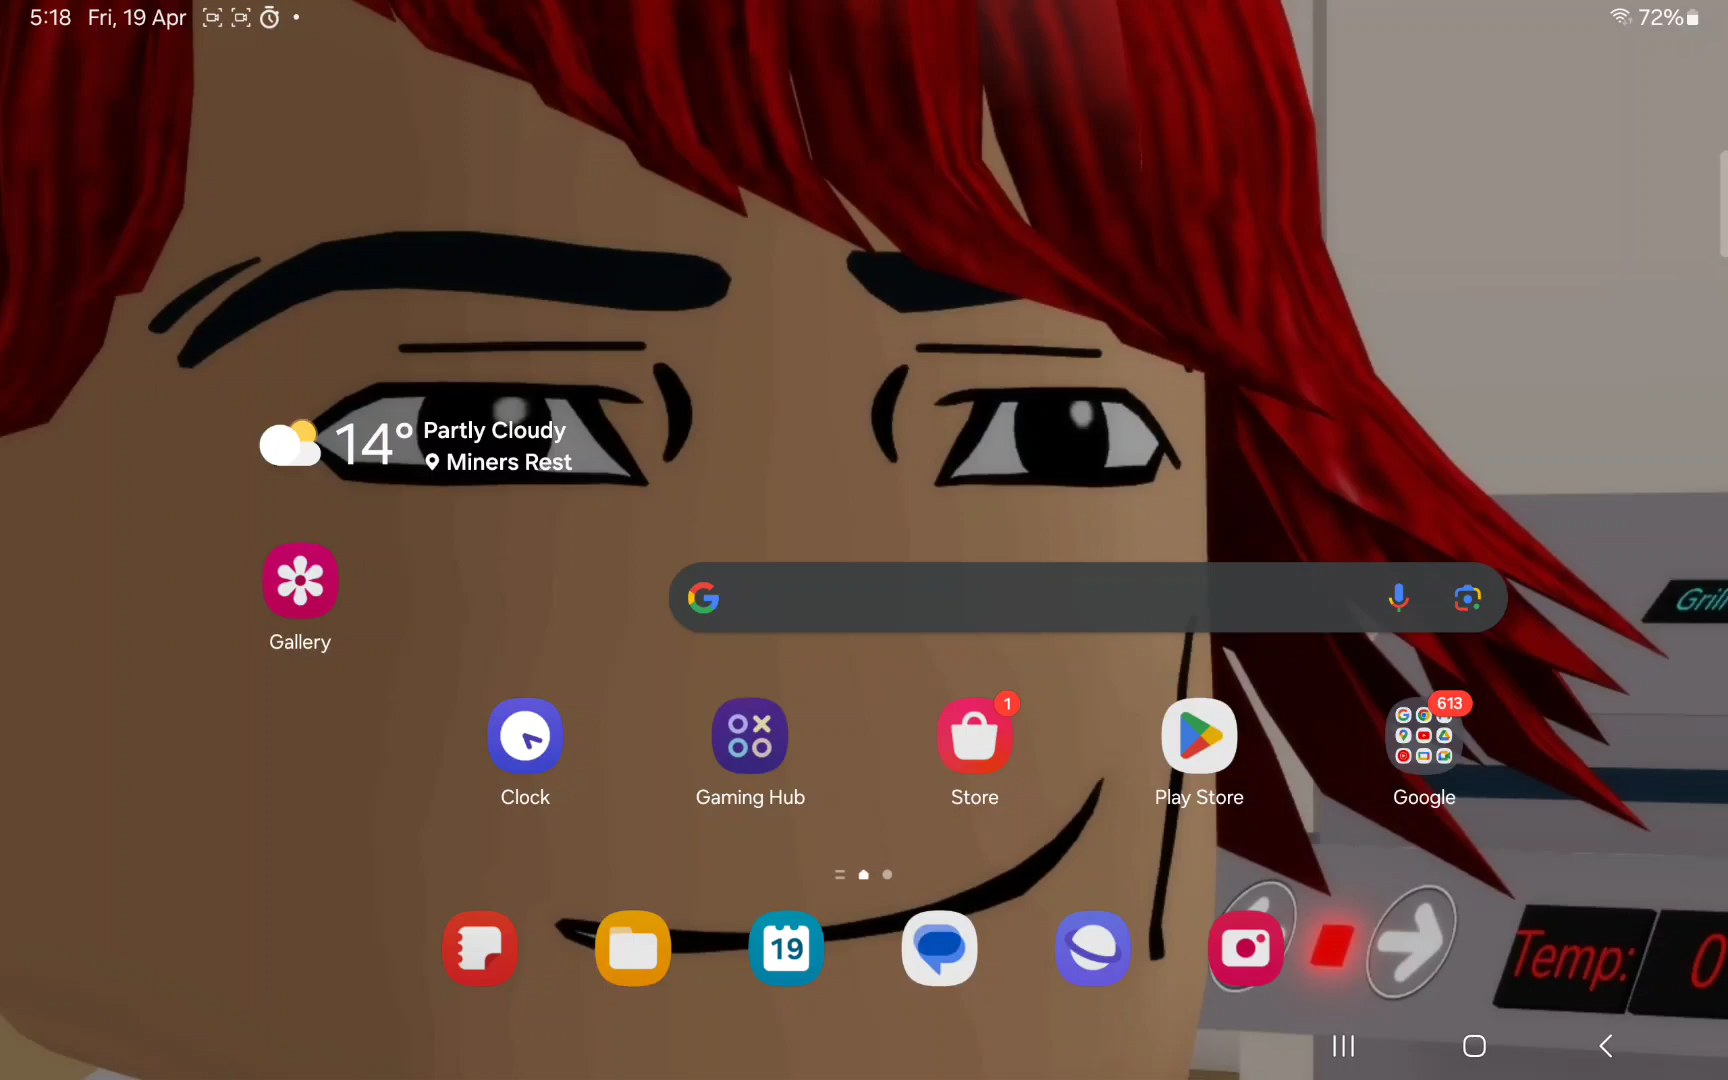 5:18 Fri, 19 Apr
72%
14° Partly Cloudy
Miners Rest
Gallery
1
613
Clock
Gaming Hub
Store
Play Store
Google
19
Temp: 0